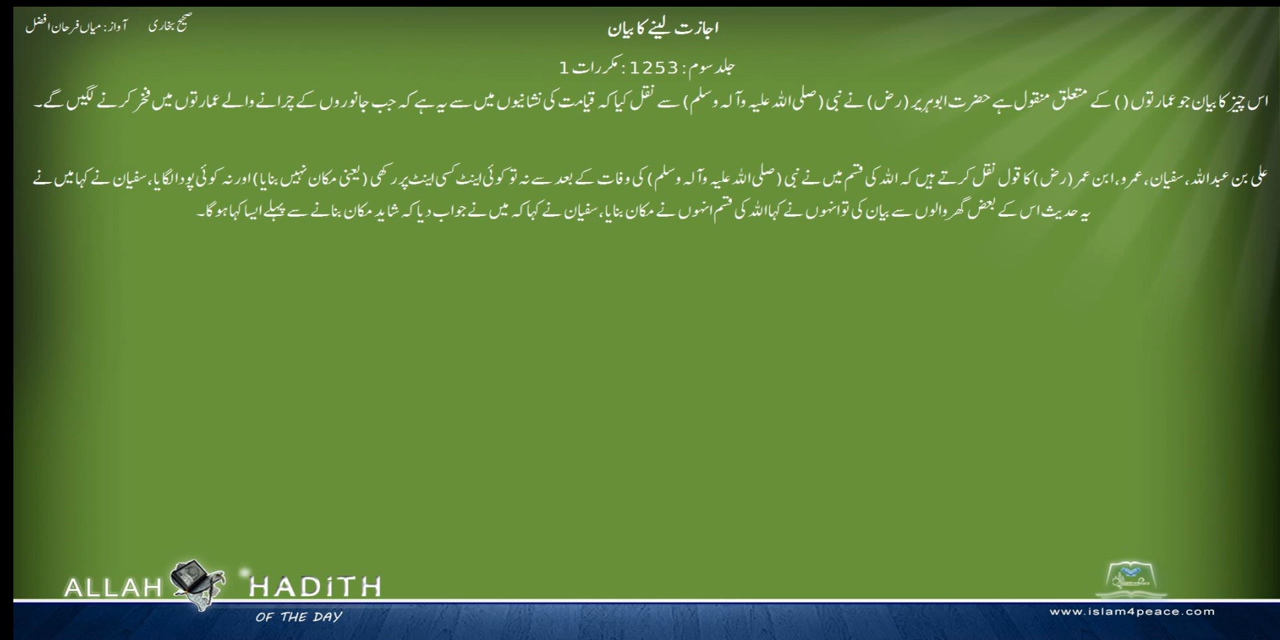 اجازت لینے کا بیان
صحیح بخاری
آواز: میاں فرحان افضل
جلد سوم : 1253 : مکررات 1
اس چیز کا بیان جو عمارتوں ( ) کے متعلق منقول ہے حضرت ابوہریر (رض) نے نبی (صلی اللہ علیہ وآلہ وسلم) سے نقل کیا کہ قیامت کی نشانیوں میں سے یہ ہے کہ جب جانوروں کے چرانے والے عمارتوں میں فخر کرنے لگیں گے۔
علی بن عبداللہ، سفیان، عمرو، ابن عمر (رض) کا قول نقل کرتے ہیں کہ اللہ کی قسم میں نے نبی (صلی اللہ علیہ وآلہ وسلم) کی وفات کے بعد سے نہ تو کوئی اینٹ کسی اینٹ پر رکھی (یعنی مکان نہیں بنایا) اور نہ کوئی پودا لگایا، سفیان نے کہا میں نے
یہ حدیث اس کے بعض گھر والوں سے بیان کی تو انہوں نے کہا اللہ کی قسم انہوں نے مکان بنایا، سفیان نے کہا کہ میں نے جواب دیا کہ شاید مکان بنانے سے پہلے ایسا کہا ہوگا۔
ALLAH HADITH
OF THE DAY
www.islam4peace.com